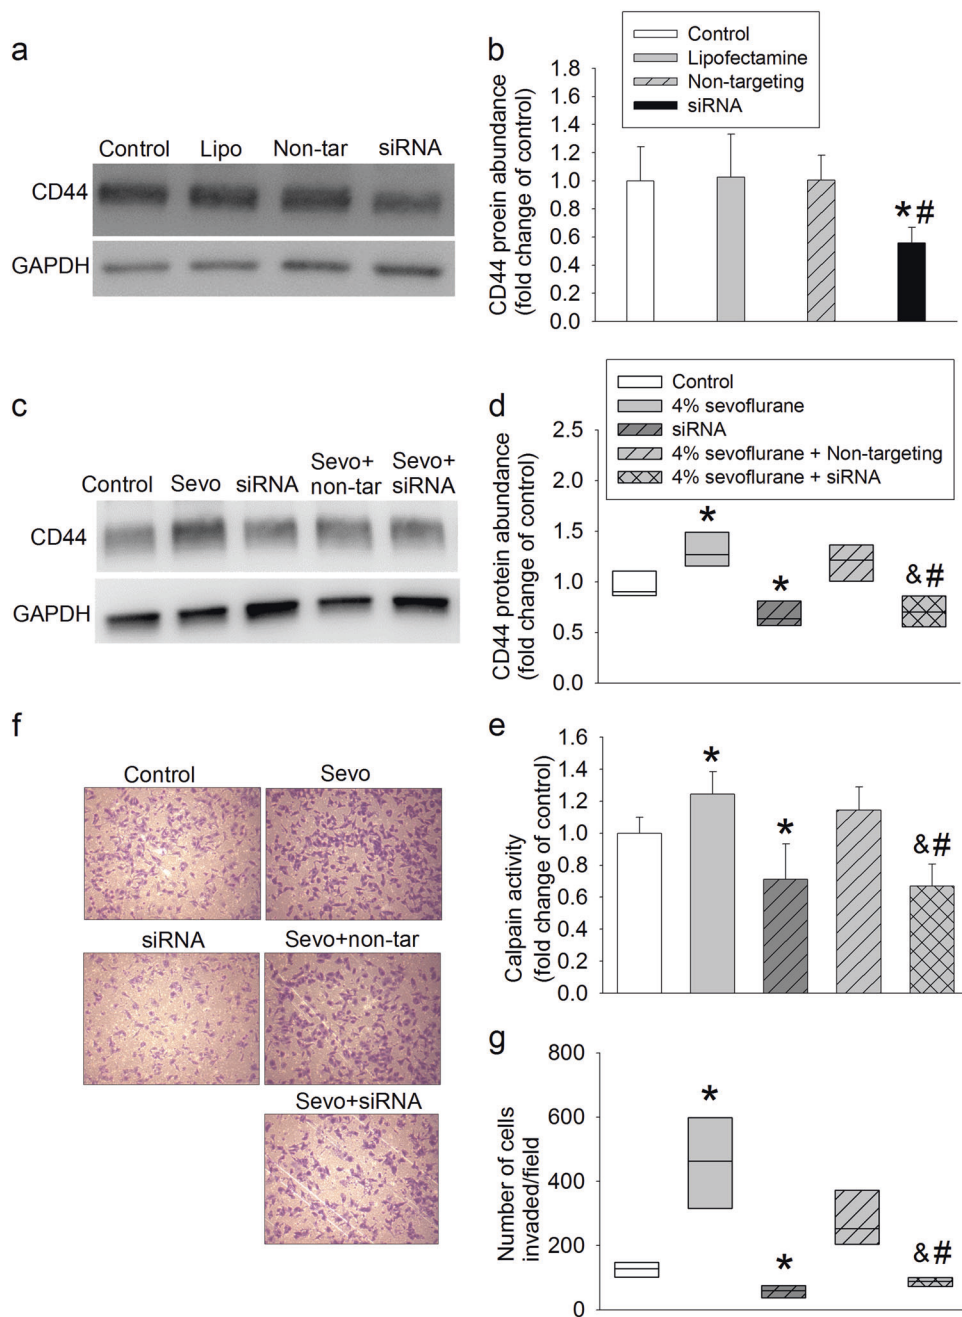 a
Control Lipo Non-tar siRNA
CD44
GAPDH
b
Control
Lipofectamine
Non-targeting
siRNA
CD44 proein abundance
(fold change of control)
1.8
1.6
1.4
1.2
1.0
0.8
0.6
0.4
0.2
0.0
*#
c
Control Sevo siRNA Sevo+ non-tar Sevo+ siRNA
CD44
GAPDH
d
Control
4% sevoflurane
siRNA
4% sevoflurane + Non-targeting
4% sevoflurane + siRNA
CD44 protein abundance
(fold change of control)
2.5
2.0
1.5
1.0
0.5
0.0
*
*
&#
f
Control Sevo
siRNA Sevo+non-tar
Sevo+siRNA
e
Calpain activity
(fold change of control)
1.6
1.4
1.2
1.0
0.8
0.6
0.4
0.2
0.0
*
*
&#
g
Number of cells
invaded/field
800
600
400
200
0
*
*
&#